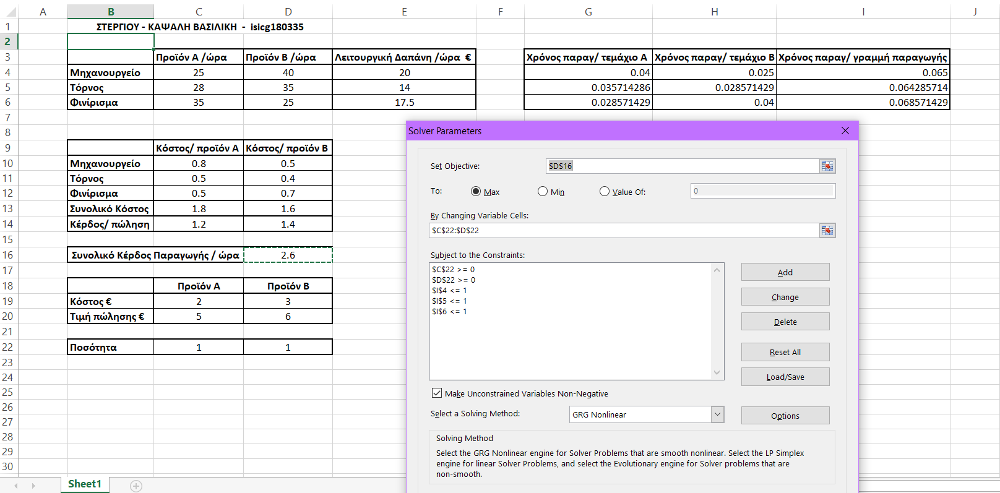 A B C D E F G H I J
1 ΣΤΕΡΓΙΟΥ - ΚΑΨΑΛΗ ΒΑΣΙΛΙΚΗ - isicg180335
2
3 Προϊόν Α /ώρα Προϊόν Β /ώρα Λειτουργική Δαπάνη /ώρα € Χρόνος παραγ/ τεμάχιο Α Χρόνος παραγ/ τεμάχιο Β Χρόνος παραγ/ γραμμή παραγωγής
4 Μηχανουργείο 25 40 20 0.04 0.025 0.065
5 Τόρνος 28 35 14 0.035714286 0.028571429 0.064285714
6 Φινίρισμα 35 25 17.5 0.028571429 0.04 0.068571429
7
8
9 Κόστος/ προϊόν Α Κόστος/ προϊόν Β
10 Μηχανουργείο 0.8 0.5
11 Τόρνος 0.5 0.4
12 Φινίρισμα 0.5 0.7
13 Συνολικό Κόστος 1.8 1.6
14 Κέρδος/ πώληση 1.2 1.4
15
16 Συνολικό Κέρδος Παραγωγής / ώρα 2.6
17
18 Προϊόν Α Προϊόν Β
19 Κόστος € 2 3
20 Τιμή πώλησης € 5 6
21
22 Ποσότητα 1 1
23
24
25
26
27
28
29
30
Sheet1
Solver Parameters
Set Objective: $D$16
To: Max Min Value Of: 0
By Changing Variable Cells:
$C$22:$D$22
Subject to the Constraints:
$C$22 >= 0
$D$22 >= 0
$I$4 <= 1
$I$5 <= 1
$I$6 <= 1
Add
Change
Delete
Reset All
Load/Save
Make Unconstrained Variables Non-Negative
Select a Solving Method: GRG Nonlinear Options
Solving Method
Select the GRG Nonlinear engine for Solver Problems that are smooth nonlinear. Select the LP Simplex
engine for linear Solver Problems, and select the Evolutionary engine for Solver problems that are
non-smooth.